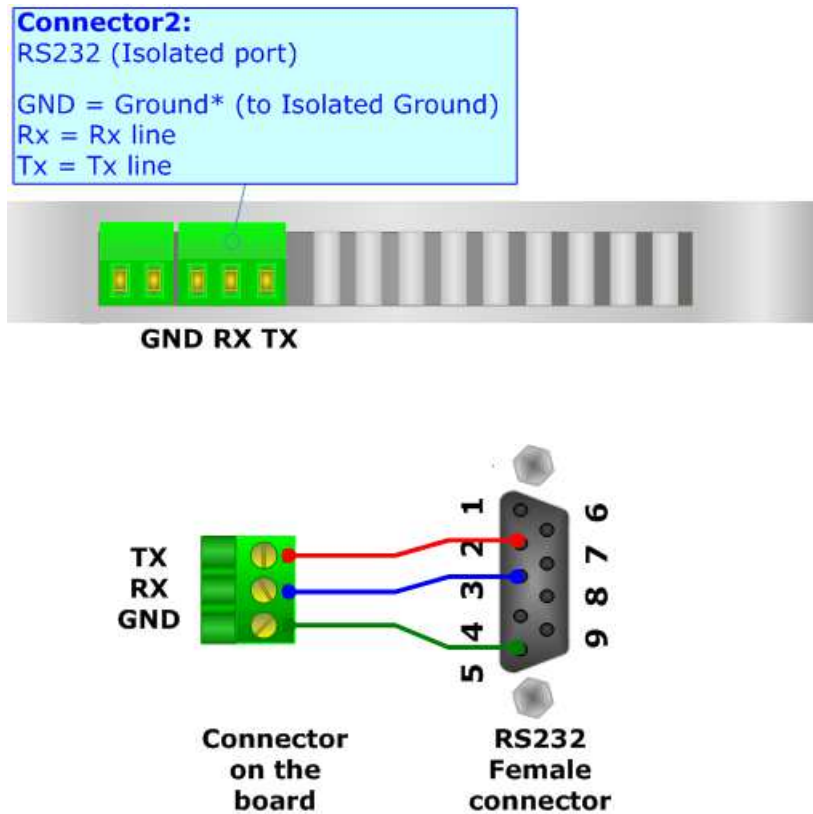 Connector2:
RS232 (Isolated port)
GND = Ground* (to Isolated Ground)
Rx = Rx line
Tx = Tx line
GND RX TX
TX
RX
GND
1
2
3
4
5
6
7
8
9
Connector
on the
board
RS232
Female
connector